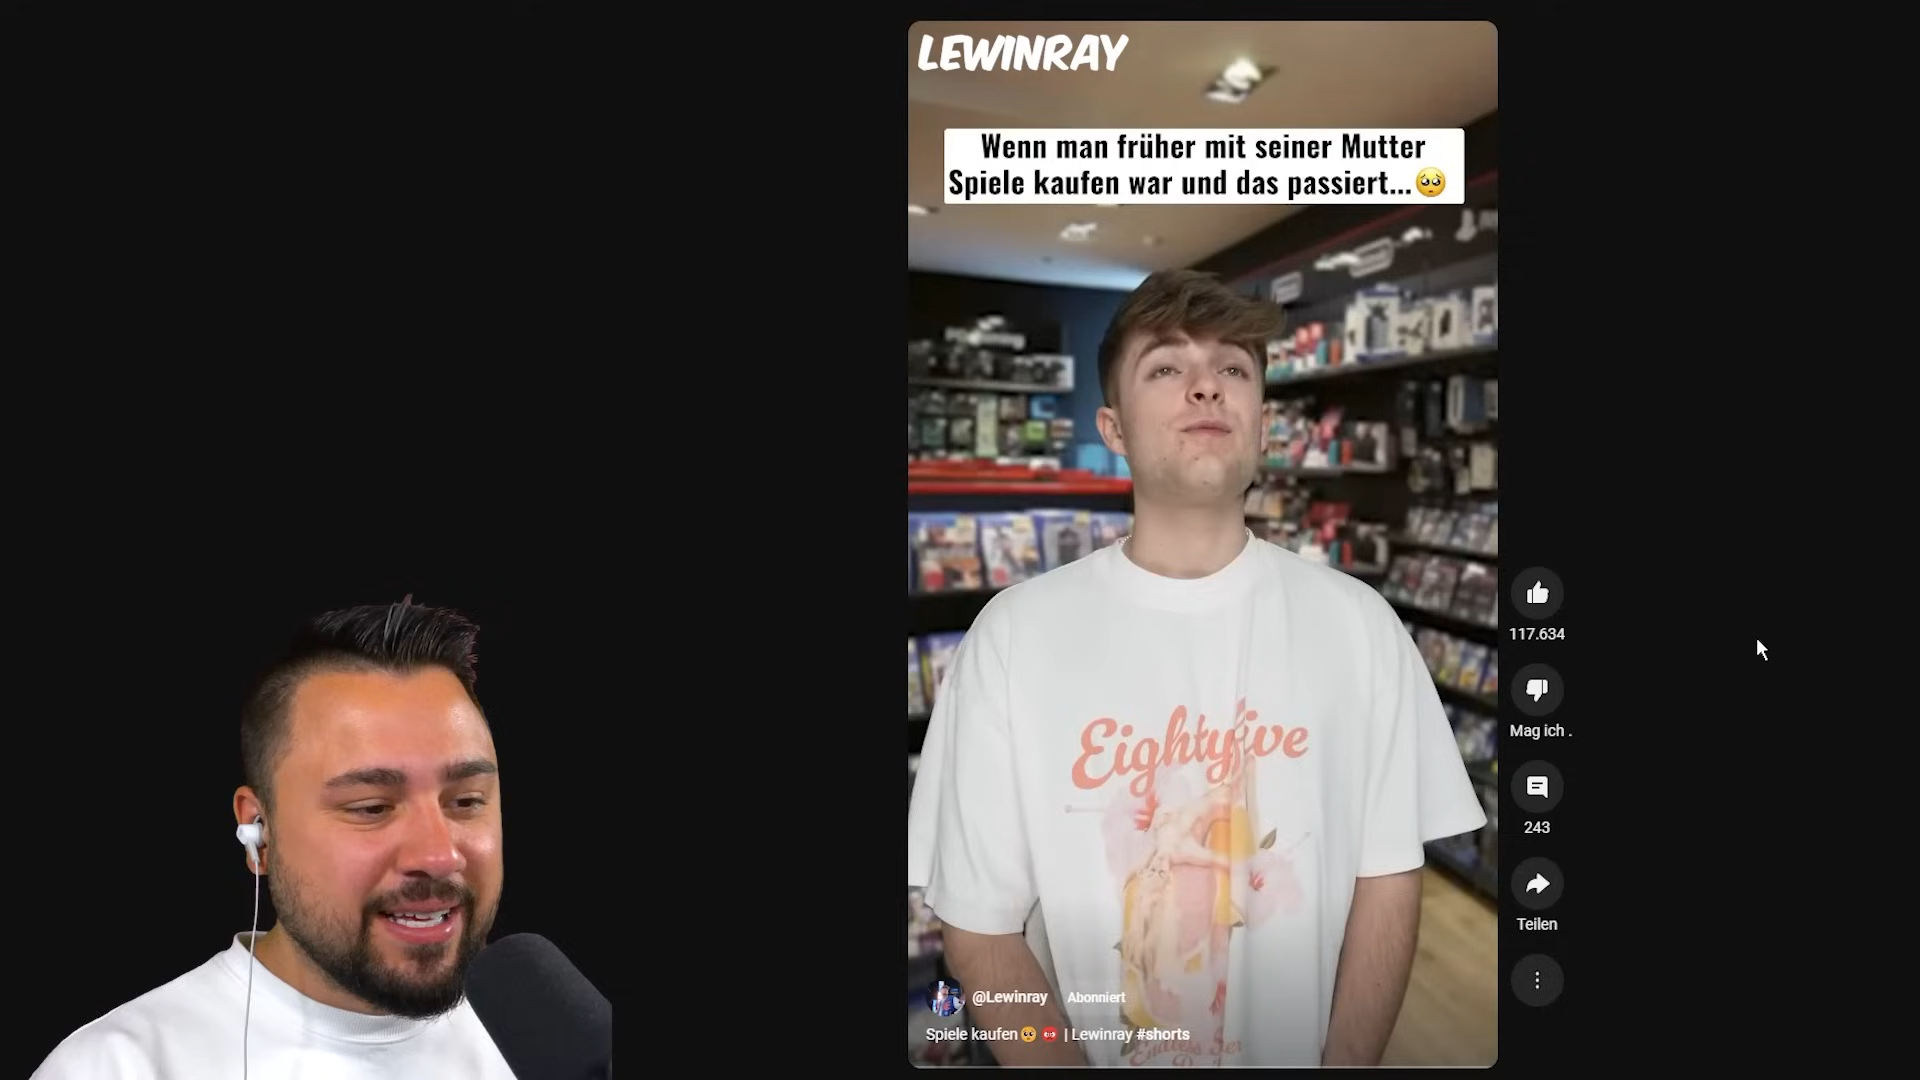 LEWINRAY
Wenn man früher mit seiner Mutter
Spiele kaufen war und das passiert...🥺
Eightyfive
117.634
Mag ich .
243
Teilen
@Lewinray Abonniert
Spiele kaufen🥺😡 | Lewinray #shorts